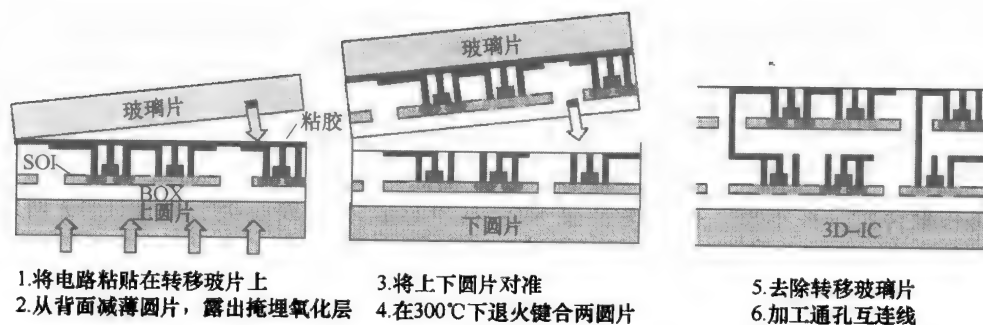 玻璃片
粘胶
SOI
BOX
上圆片
1.将电路粘贴在转移玻片上
2.从背面减薄圆片，露出掩埋氧化层
玻璃片
下圆片
3.将上下圆片对准
4.在300℃下退火键合两圆片
3D-IC
5.去除转移玻璃片
6.加工通孔互连线